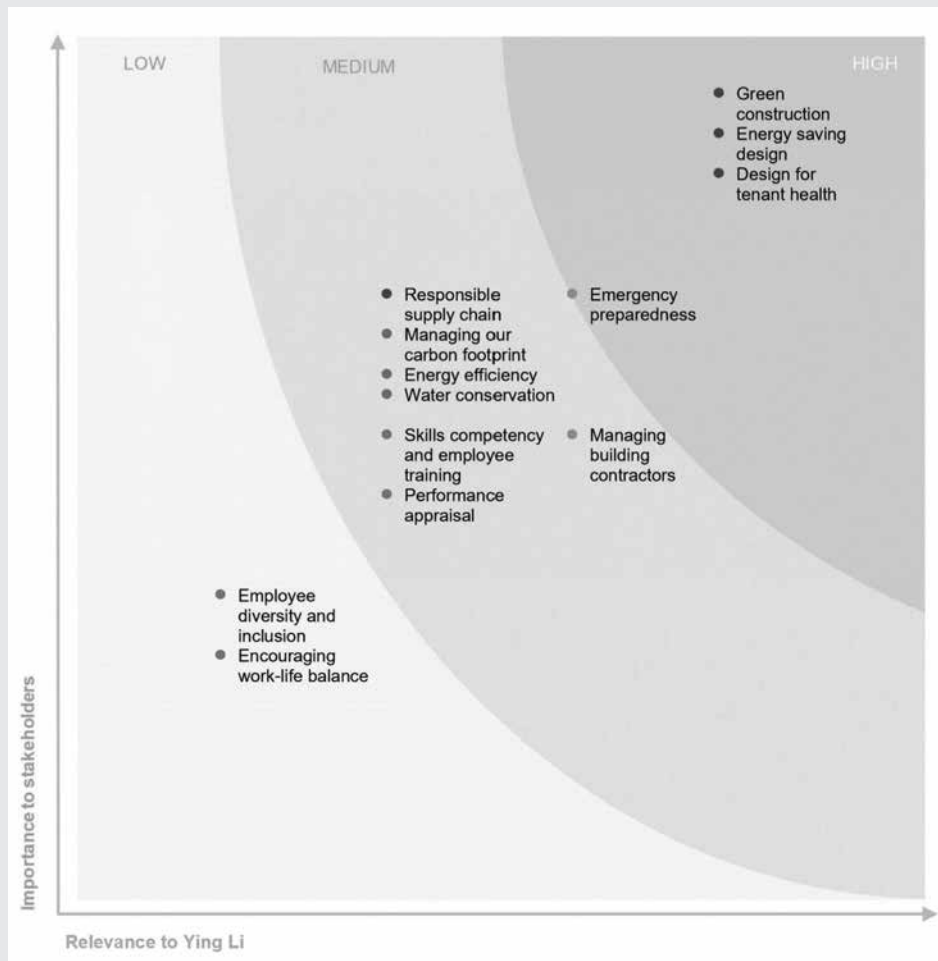 LOW
MEDIUM
HIGH
Green
construction
Energy saving
design
Design for
tenant health
Responsible
supply chain
Managing our
carbon footprint
Energy efficiency
Water conservation
Emergency
preparedness
Skills competency
and employee
training
Performance
appraisal
Managing
building
contractors
Employee
diversity and
inclusion
Encouraging
work-life balance
Importance to stakeholders
Relevance to Ying Li